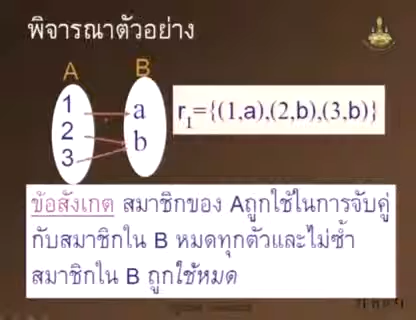 พิจารณาตัวอย่าง
A B
1 a
2 b
3
r₁={(1,a),(2,b),(3,b)}
ข้อสังเกต สมาชิกของ Aถูกใช้ในการจับคู่
กับสมาชิกใน B หมดทุกตัวและไม่ซ้ำ
สมาชิกใน B ถูกใช้หมด